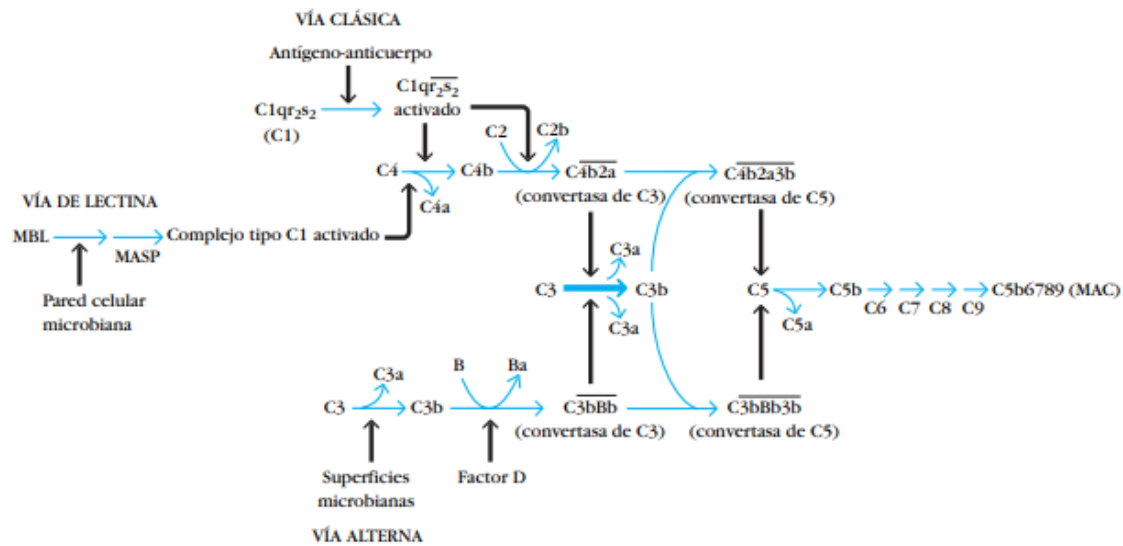 VÍA CLÁSICA
Antígeno-anticuerpo
C1qr2s2
(C1)
C1qr2s2
activado
C2
C2b
C4
C4b
C4a
C4b2a
(convertasa de C3)
C4b2a3b
(convertasa de C5)
VÍA DE LECTINA
MBL
MASP
Complejo tipo C1 activado
Pared celular
microbiana
C3
C3a
C3b
C3a
C5
C5b
C5a
C6
C7
C8
C9
C5b6789 (MAC)
C3
C3a
C3b
B
Ba
C3bBb
(convertasa de C3)
C3bBb3b
(convertasa de C5)
Superficies
microbianas
Factor D
VÍA ALTERNA